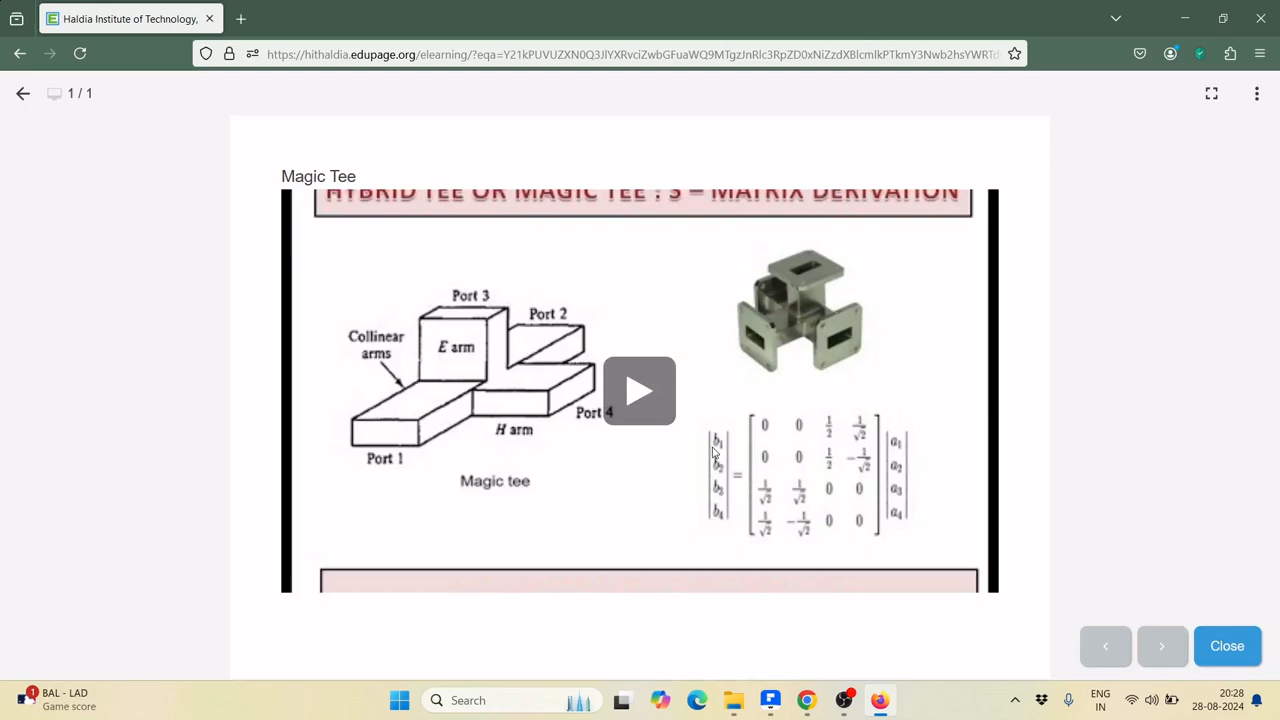 Haldia Institute of Technology,
https://hithaldia.edupage.org/elearning/?eqa=
1 / 1
Magic Tee
HYBRID TEE OR MAGIC TEE : S – MATRIX DERIVATION
Port 3
Port 2
Collinear
arms
E arm
Port 4
H arm
Port 1
Magic tee
b1 0 0 1/2 1/√2 a1
b2 0 0 1/2 -1/√2 a2
=
b3 1/√2 1/√2 0 0 a3
b4 1/√2 -1/√2 0 0 a4
Close
1
BAL - LAD
Game score
Search
ENG
IN
20:28
28-08-2024